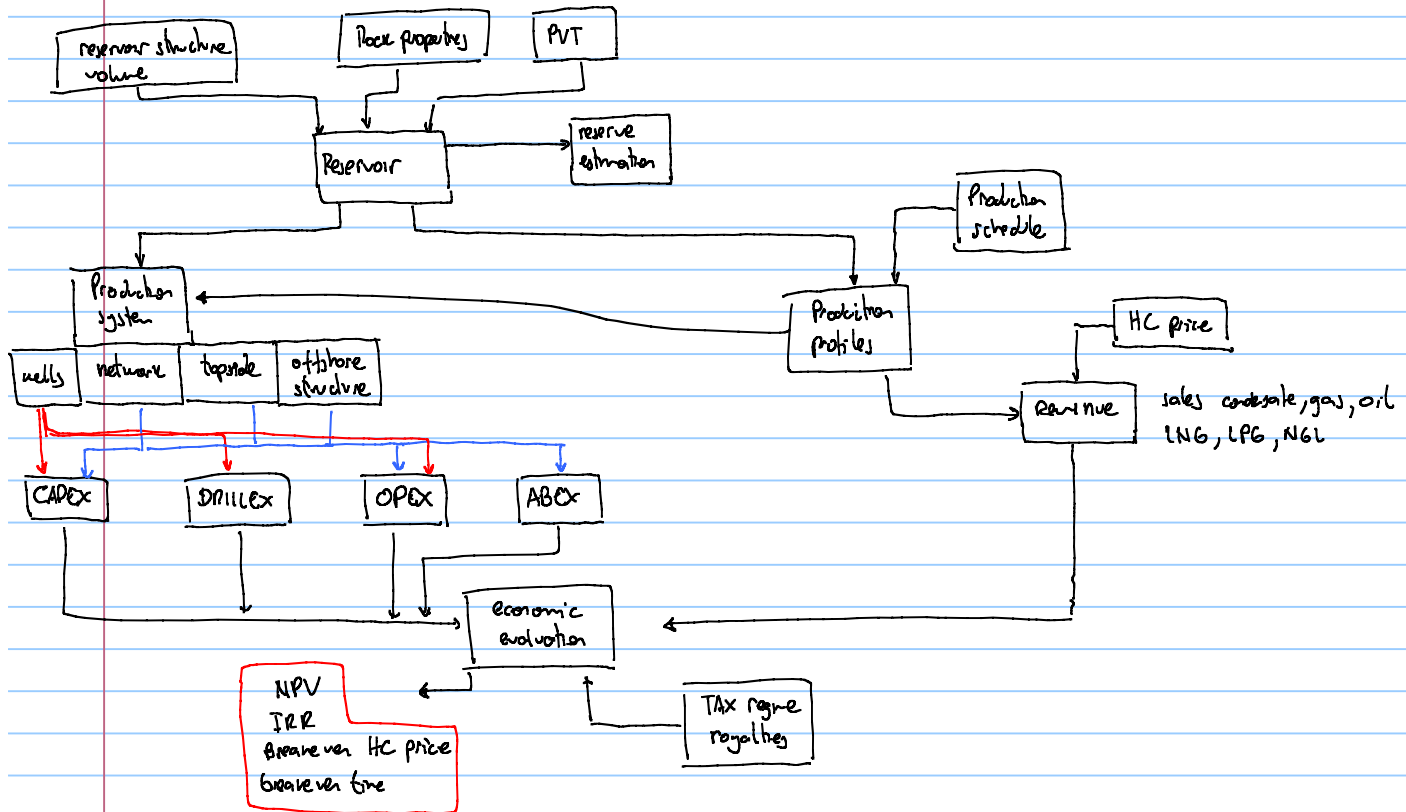 reservoir structure
volume
Rock properties
PVT
Reservoir
reserve
estimation
Production
schedule
Production
system
Production
profiles
HC price
wells
network
topside
offshore
structure
Revenue
sales condesate, gas, oil
LNG, LPG, NGL
CAPEX
DRILLEX
OPEX
ABEX
economic
evaluation
NPV
IRR
Breakeven HC price
breakeven time
TAX regime
royalties